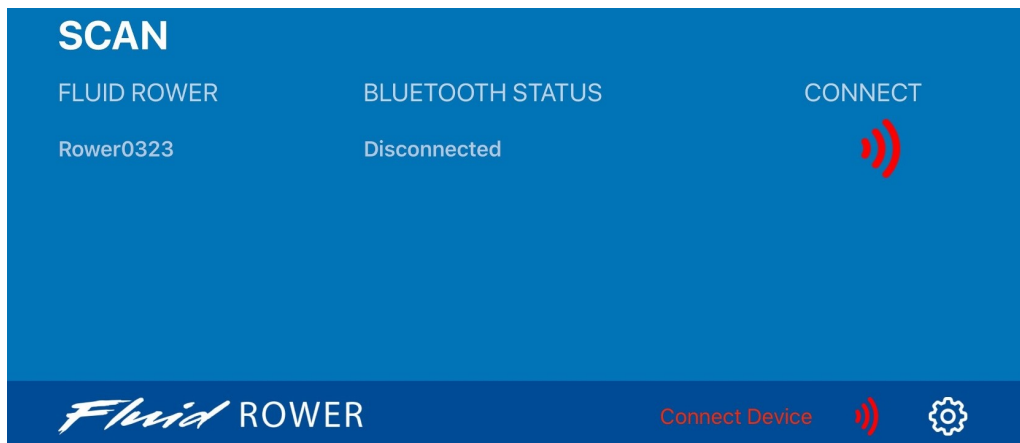 SCAN
FLUID ROWER BLUETOOTH STATUS CONNECT
Rower0323 Disconnected
Fluid ROWER Connect Device